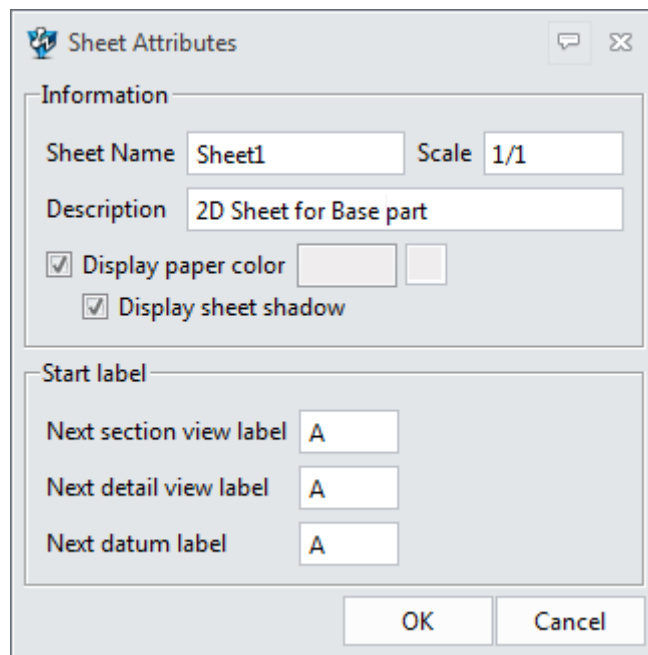 Sheet Attributes
Information
Sheet Name Sheet1 Scale 1/1
Description 2D Sheet for Base part
Display paper color
Display sheet shadow
Start label
Next section view label A
Next detail view label A
Next datum label A
OK Cancel